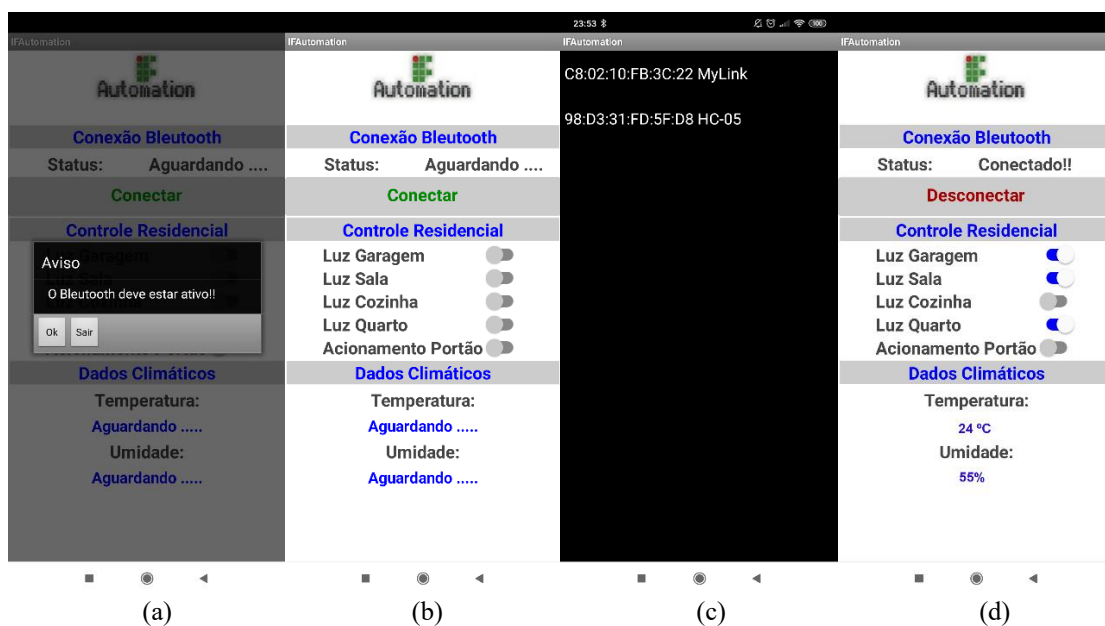 IFAutomation
Automation
Conexão Bleutooth
Status: Aguardando ....
Conectar
Controle Residencial
Aviso
O Bleutooth deve estar ativo!!
Ok Sair
Dados Climáticos
Temperatura:
Aguardando .....
Umidade:
Aguardando .....
(a)
IFAutomation
Automation
Conexão Bleutooth
Status: Aguardando ....
Conectar
Controle Residencial
Luz Garagem
Luz Sala
Luz Cozinha
Luz Quarto
Acionamento Portão
Dados Climáticos
Temperatura:
Aguardando .....
Umidade:
Aguardando .....
(b)
23:53 100
IFAutomation
C8:02:10:FB:3C:22 MyLink
98:D3:31:FD:5F:D8 HC-05
(c)
IFAutomation
Automation
Conexão Bleutooth
Status: Conectado!!
Desconectar
Controle Residencial
Luz Garagem
Luz Sala
Luz Cozinha
Luz Quarto
Acionamento Portão
Dados Climáticos
Temperatura:
24 ºC
Umidade:
55%
(d)